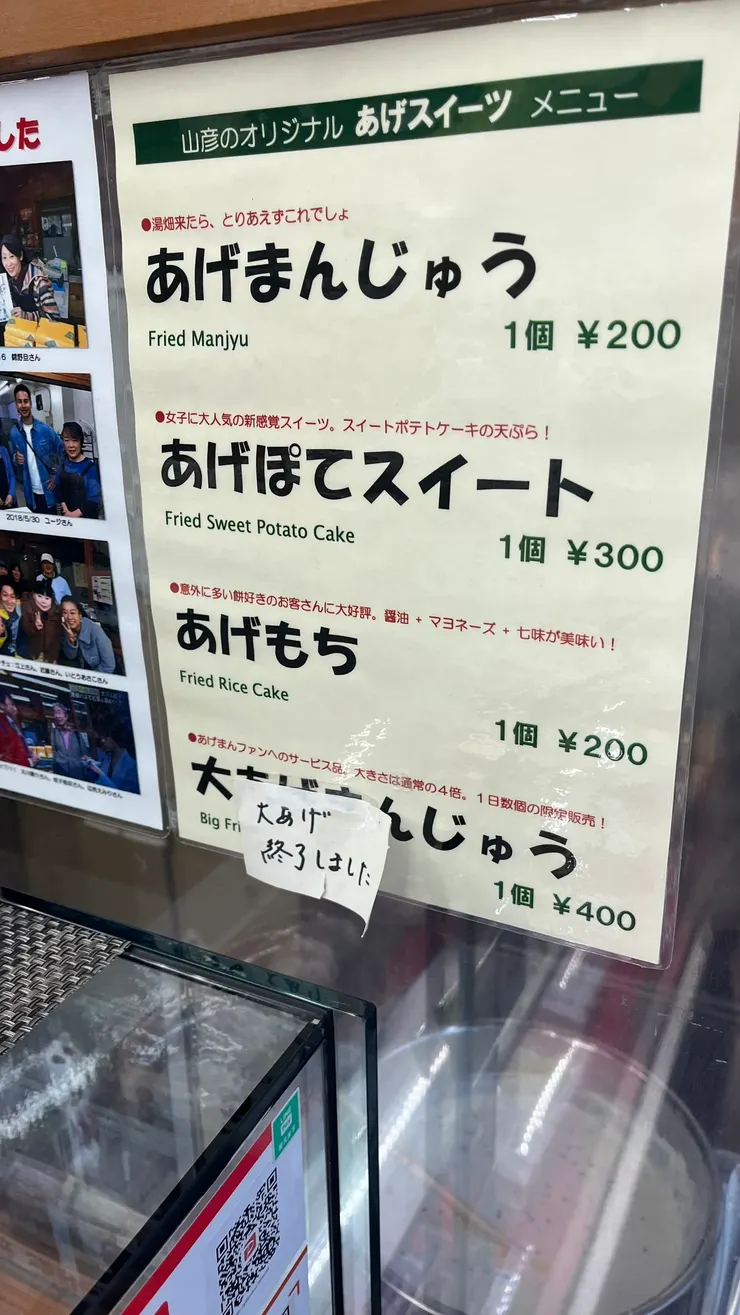 した
山彦のオリジナル あげスイーツ メニュー
●湯畑来たら、とりあえずこれでしょ
あげまんじゅう
Fried Manjyu
1個 ¥200
●女子に大人気の新感覚スイーツ。スイートポテトケーキの天ぷら！
あげぽてスイート
Fried Sweet Potato Cake
1個 ¥300
●意外に多い餅好きのお客さんに大好評。醤油 + マヨネーズ + 七味が美味い！
あげもち
Fried Rice Cake
1個 ¥200
●あげまんファンへのサービス品。大きさは通常の４倍。１日数個の限定販売！
大あげまんじゅう
Big Fri
1個 ¥400
大あげ
終了しました
2018/5/30 ユージさん